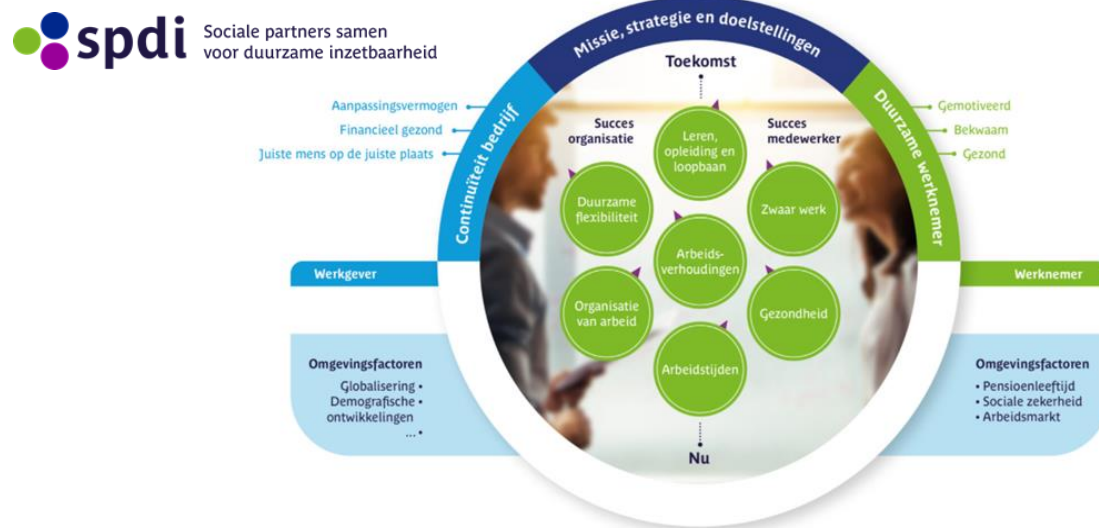 spdi
Sociale partners samen
voor duurzame inzetbaarheid
Missie, strategie en doelstellingen
Continuïteit bedrijf
Duurzame werknemer
Aanpassingsvermogen
Financieel gezond
Juiste mens op de juiste plaats
Gemotiveerd
Bekwaam
Gezond
Toekomst
Succes
organisatie
Succes
medewerker
Leren,
opleiding en
loopbaan
Duurzame
flexibiliteit
Zwaar werk
Arbeids-
verhoudingen
Organisatie
van arbeid
Gezondheid
Arbeidstijden
Nu
Werkgever
Werknemer
Omgevingsfactoren
Globalisering •
Demografische •
ontwikkelingen
... •
Omgevingsfactoren
• Pensioenleeftijd
• Sociale zekerheid
• Arbeidsmarkt